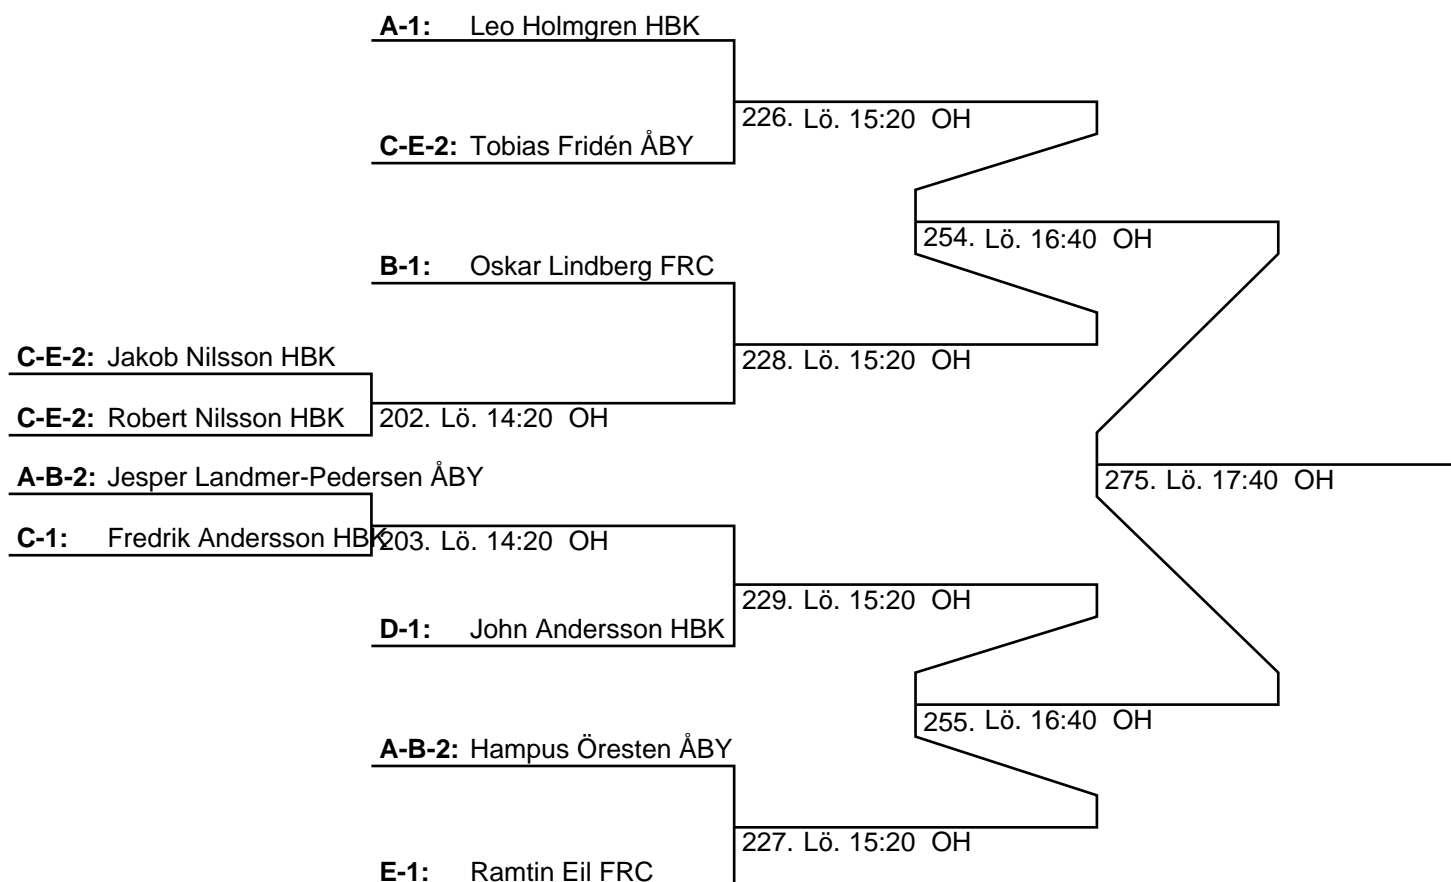 A-1: Leo Holmgren HBK
226. Lö. 15:20 OH
C-E-2: Tobias Fridén ÅBY
254. Lö. 16:40 OH
B-1: Oskar Lindberg FRC
C-E-2: Jakob Nilsson HBK
228. Lö. 15:20 OH
C-E-2: Robert Nilsson HBK
202. Lö. 14:20 OH
A-B-2: Jesper Landmer-Pedersen ÅBY
275. Lö. 17:40 OH
C-1: Fredrik Andersson HBK
203. Lö. 14:20 OH
229. Lö. 15:20 OH
D-1: John Andersson HBK
255. Lö. 16:40 OH
A-B-2: Hampus Öresten ÅBY
227. Lö. 15:20 OH
E-1: Ramtin Eil FRC